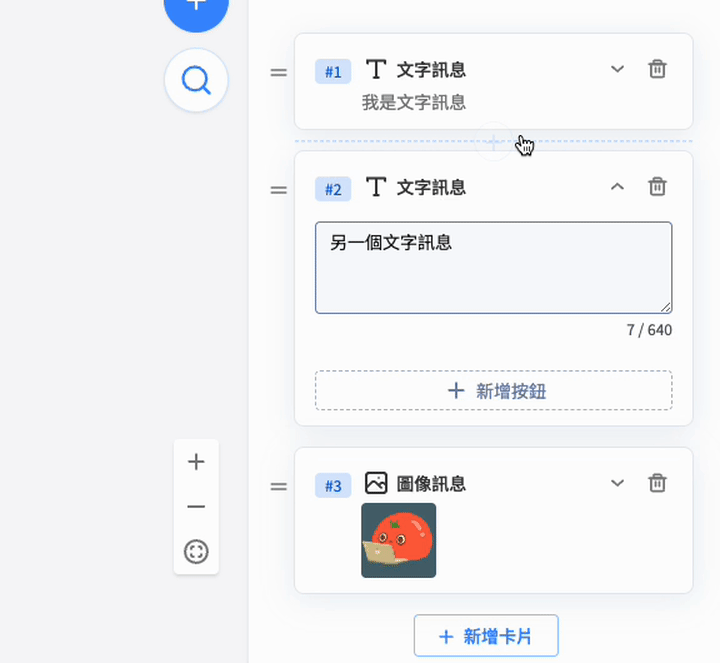 #1 文字訊息
我是文字訊息
#2 文字訊息
另一個文字訊息
7 / 640
新增按鈕
#3 圖像訊息
新增卡片